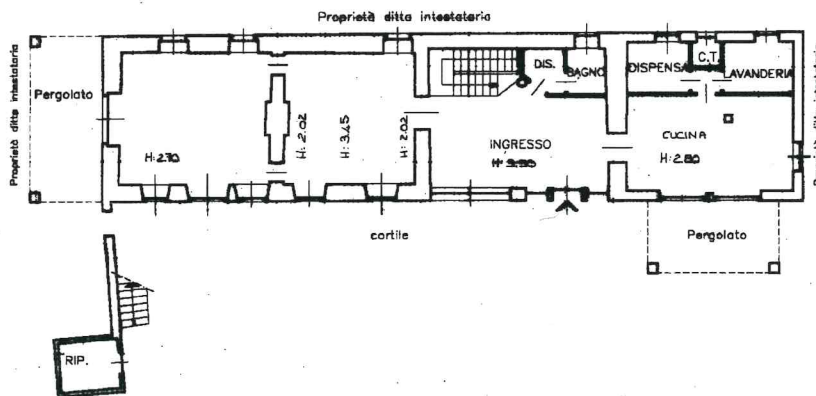 Proprietà ditta intestataria
Proprietà ditta intestataria
Pergolato
H: 2.70
H: 2.02
H: 3.45
H: 2.02
DIS.
BAGNO
DISPENSA
C.T.
LAVANDERIA
INGRESSO
CUCINA
H: 2.80
cortile
Pergolato
RIP.